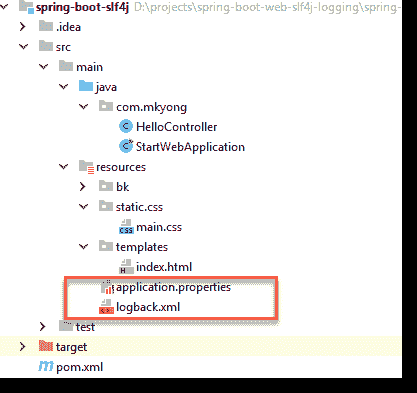 spring-boot-slf4j D:\projects\spring-boot-web-slf4j-logging\spring-
.idea
src
main
java
com.mkyong
HelloController
StartWebApplication
resources
bk
static.css
main.css
templates
index.html
application.properties
logback.xml
test
target
pom.xml